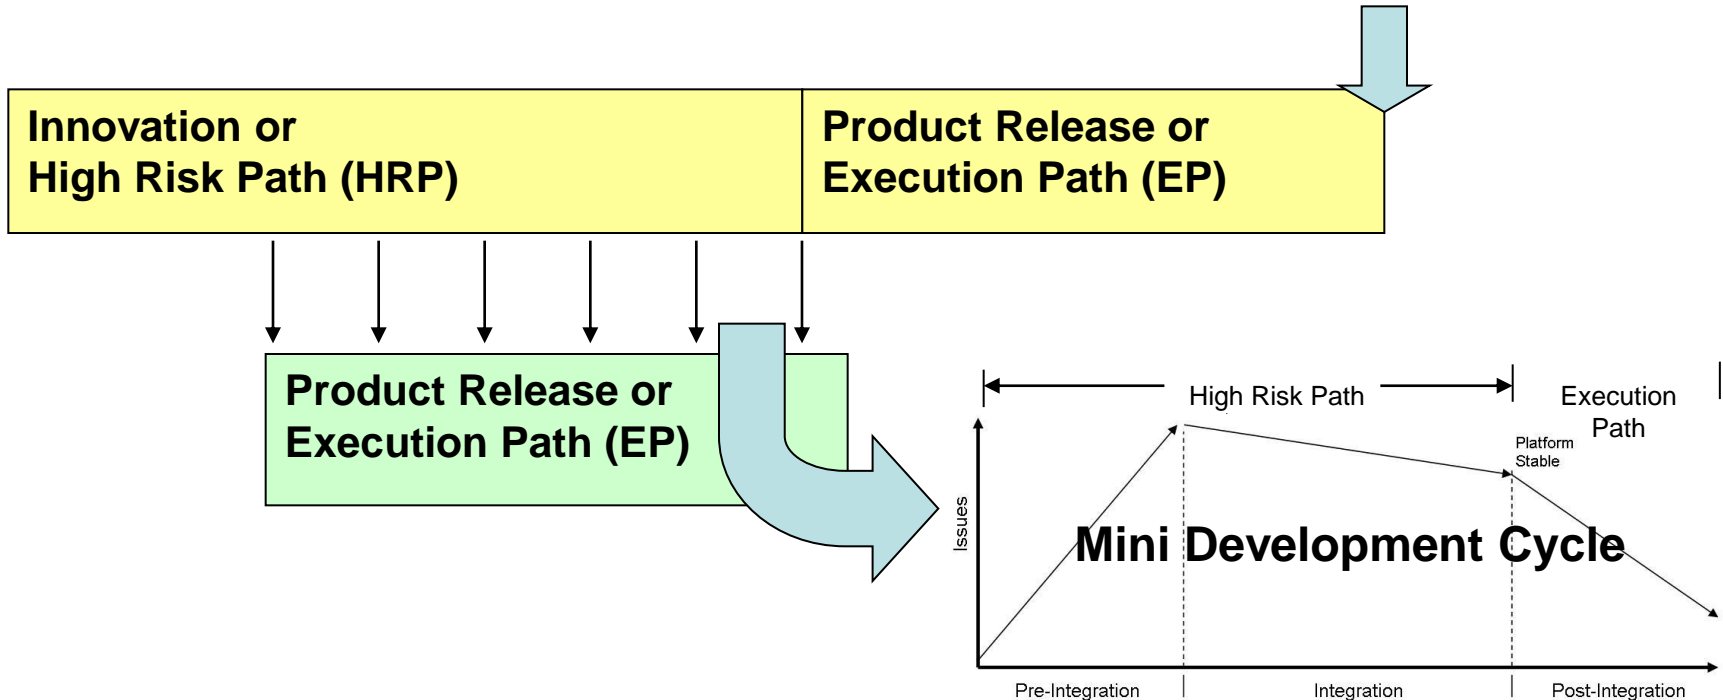 Innovation or
High Risk Path (HRP)
Product Release or
Execution Path (EP)
Product Release or
Execution Path (EP)
High Risk Path
Execution
Path
Platform
Stable
Issues
Mini Development Cycle
Pre-Integration
Integration
Post-Integration